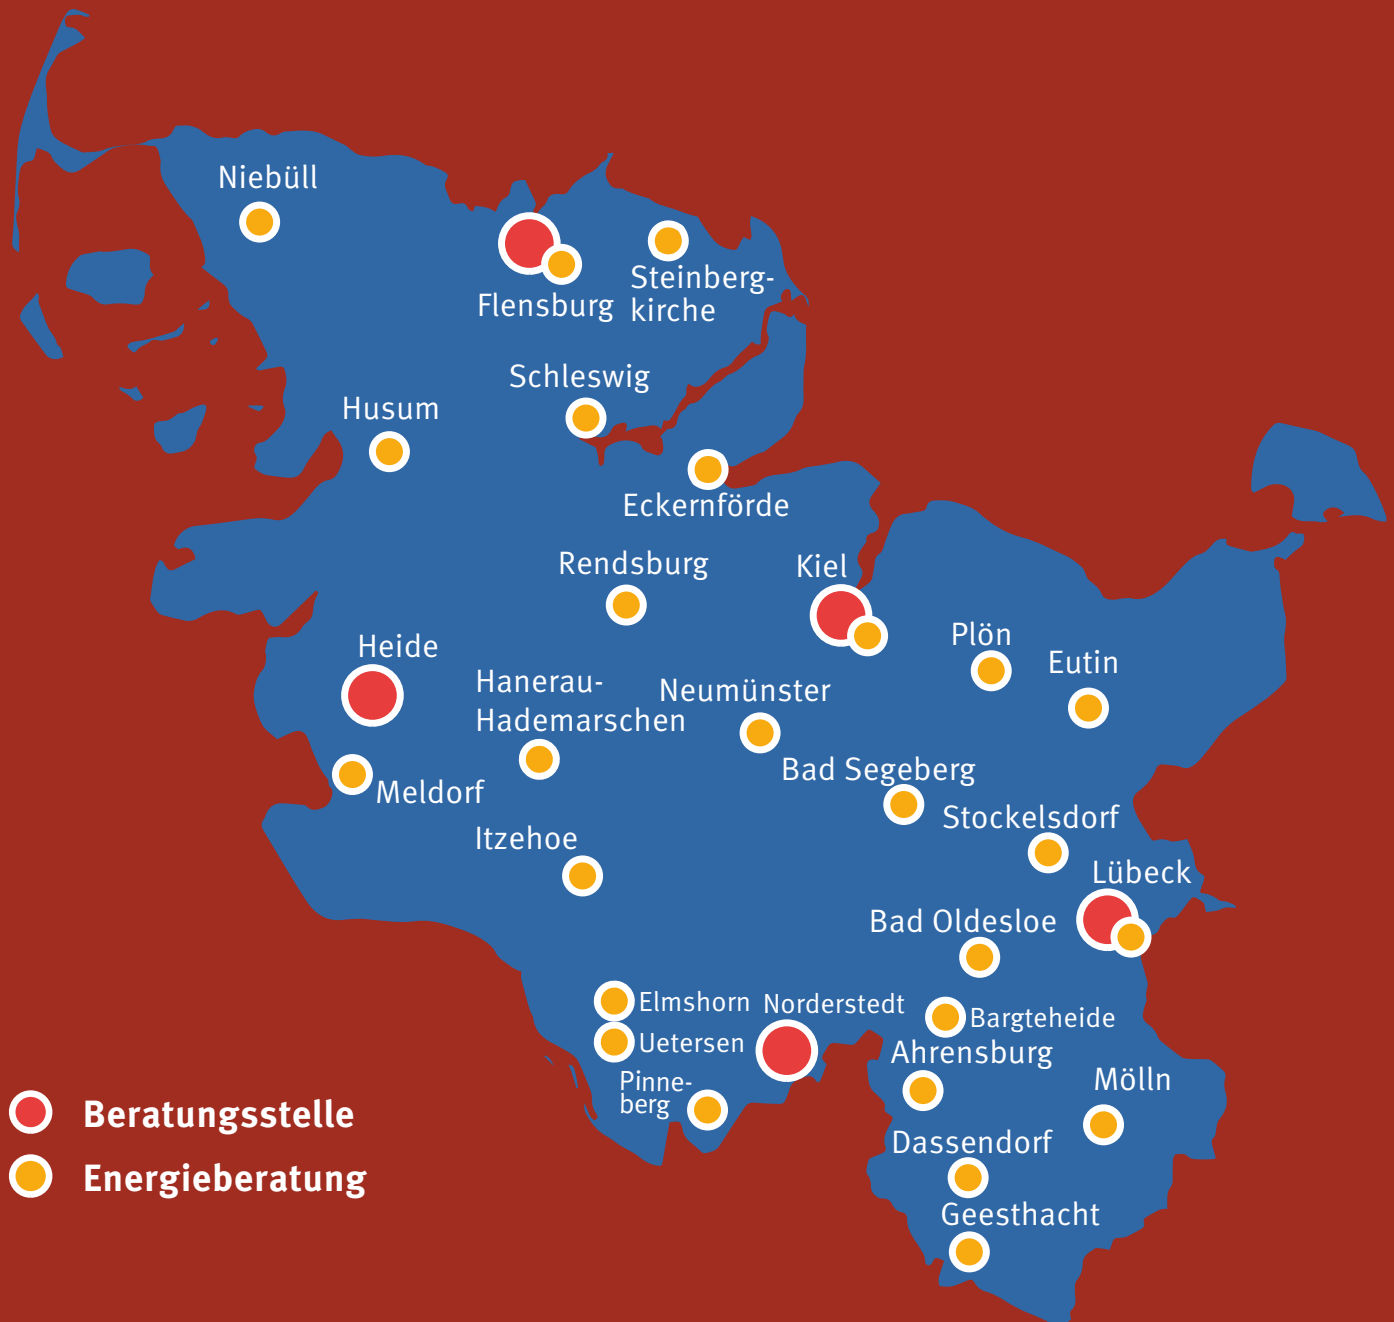 Niebüll
Steinberg-
kirche
Flensburg
Schleswig
Husum
Eckernförde
Rendsburg
Kiel
Plön
Heide
Eutin
Hanerau-
Hademarschen
Neumünster
Bad Segeberg
Meldorf
Stockelsdorf
Itzehoe
Lübeck
Bad Oldesloe
Elmshorn
Norderstedt
Bargteheide
Uetersen
Ahrensburg
Pinne-
berg
Mölln
Beratungsstelle
Dassendorf
Energieberatung
Geesthacht